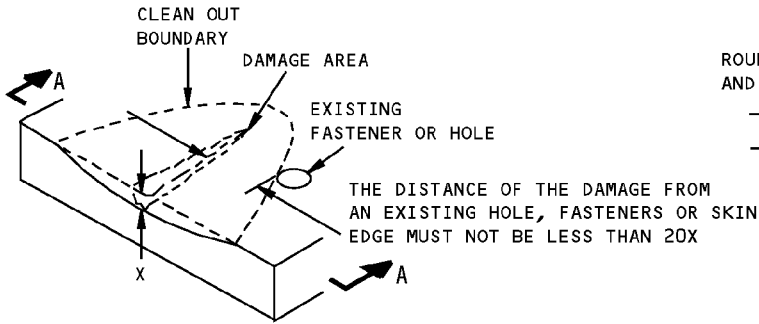 CLEAN OUT
BOUNDARY
DAMAGE AREA
A
EXISTING
FASTENER OR HOLE
THE DISTANCE OF THE DAMAGE FROM
AN EXISTING HOLE, FASTENERS OR SKIN
EDGE MUST NOT BE LESS THAN 20X
X
A
AND